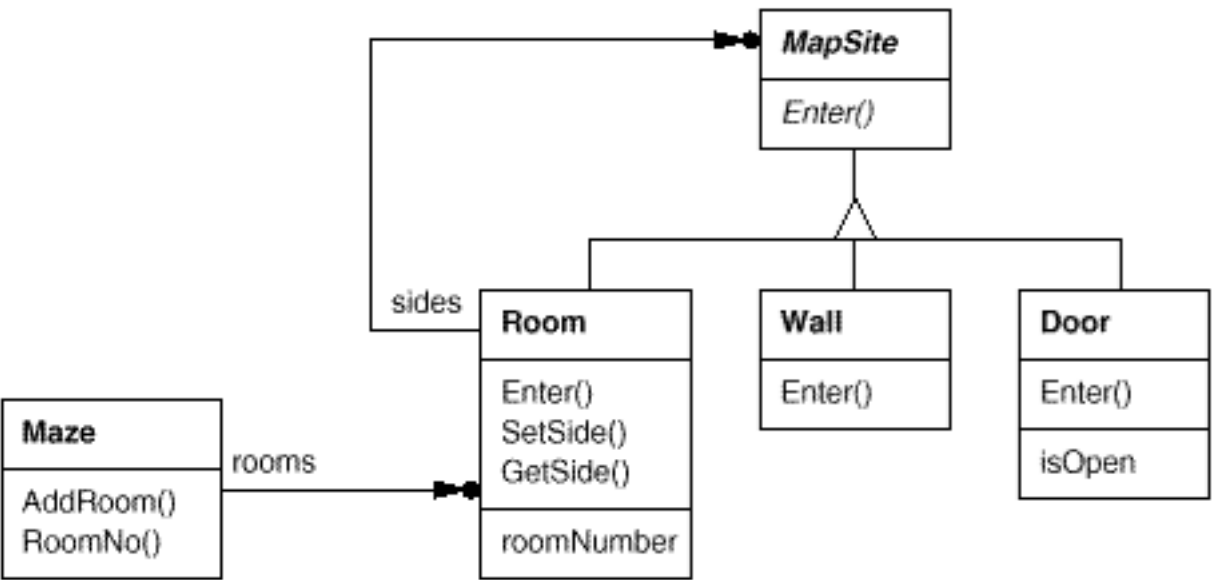 MapSite
Enter()
sides
Room
Enter()
SetSide()
GetSide()
roomNumber
Wall
Enter()
Door
Enter()
isOpen
Maze
AddRoom()
RoomNo()
rooms